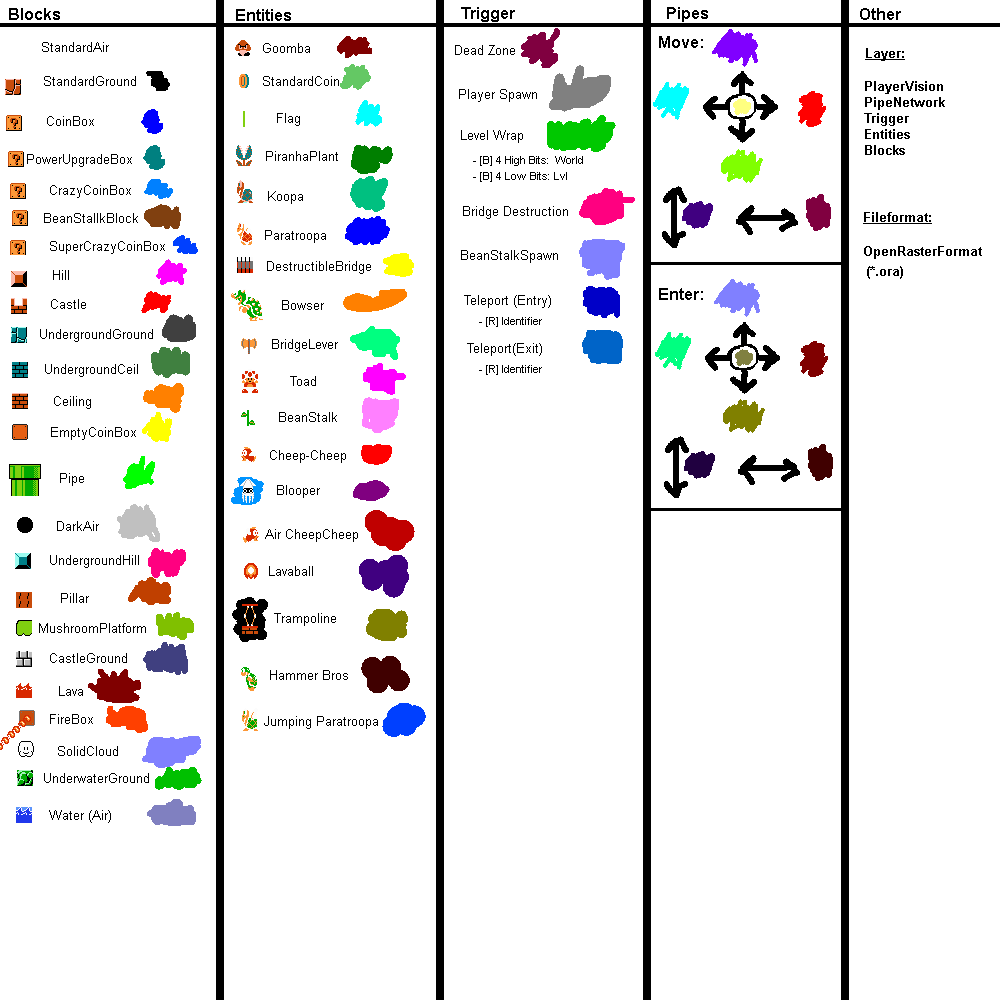 Blocks
StandardAir
StandardGround
CoinBox
PowerUpgradeBox
CrazyCoinBox
BeanStallkBlock
SuperCrazyCoinBox
Hill
Castle
UndergroundGround
UndergroundCeil
Ceiling
EmptyCoinBox
Pipe
DarkAir
UndergroundHill
Pillar
MushroomPlatform
CastleGround
Lava
FireBox
SolidCloud
UnderwaterGround
Water (Air)
Entities
Goomba
StandardCoin
Flag
PiranhaPlant
Koopa
Paratroopa
DestructibleBridge
Bowser
BridgeLever
Toad
BeanStalk
Cheep-Cheep
Blooper
Air CheepCheep
Lavaball
Trampoline
Hammer Bros
Jumping Paratroopa
Trigger
Dead Zone
Player Spawn
Level Wrap
- [B] 4 High Bits: World
- [B] 4 Low Bits: Lvl
Bridge Destruction
BeanStalkSpawn
Teleport (Entry)
- [R] Identifier
Teleport(Exit)
- [R] Identifier
Pipes
Move:
Enter:
Other
Layer:
PlayerVision
PipeNetwork
Trigger
Entities
Blocks
Fileformat:
OpenRasterFormat
(*.ora)